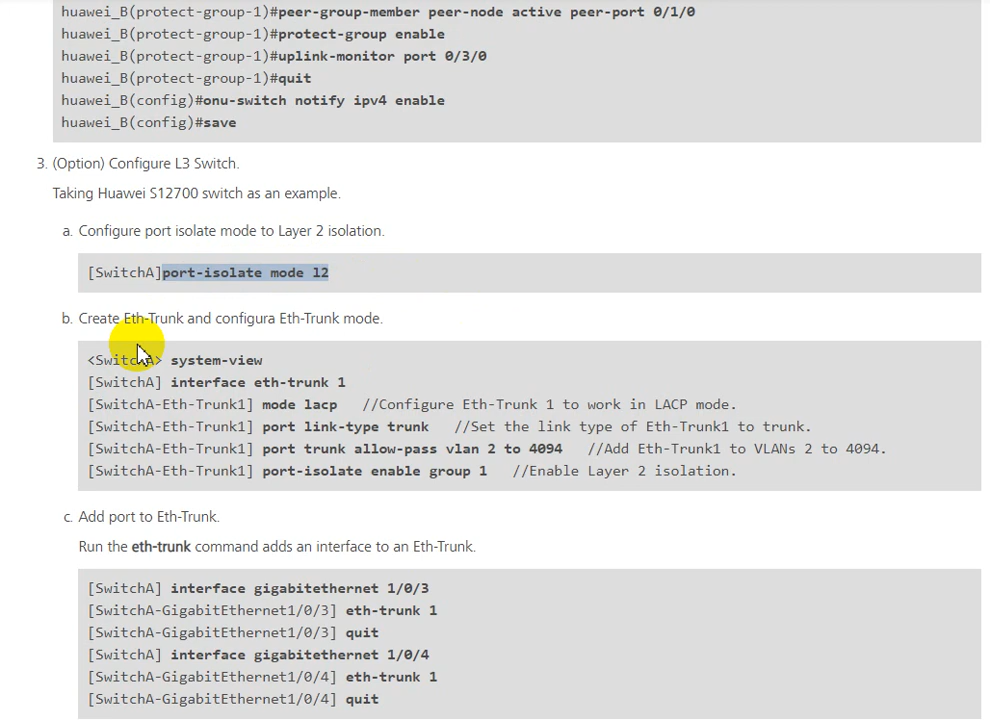 huawei_B(protect-group-1)#peer-group-member peer-node active peer-port 0/1/0
huawei_B(protect-group-1)#protect-group enable
huawei_B(protect-group-1)#uplink-monitor port 0/3/0
huawei_B(protect-group-1)#quit
huawei_B(config)#onu-switch notify ipv4 enable
huawei_B(config)#save
3. (Option) Configure L3 Switch.
Taking Huawei S12700 switch as an example.
a. Configure port isolate mode to Layer 2 isolation.
[SwitchA]port-isolate mode l2
b. Create Eth-Trunk and configura Eth-Trunk mode.
<SwitchA> system-view
[SwitchA] interface eth-trunk 1
[SwitchA-Eth-Trunk1] mode lacp //Configure Eth-Trunk 1 to work in LACP mode.
[SwitchA-Eth-Trunk1] port link-type trunk //Set the link type of Eth-Trunk1 to trunk.
[SwitchA-Eth-Trunk1] port trunk allow-pass vlan 2 to 4094 //Add Eth-Trunk1 to VLANs 2 to 4094.
[SwitchA-Eth-Trunk1] port-isolate enable group 1 //Enable Layer 2 isolation.
c. Add port to Eth-Trunk.
Run the eth-trunk command adds an interface to an Eth-Trunk.
[SwitchA] interface gigabitethernet 1/0/3
[SwitchA-GigabitEthernet1/0/3] eth-trunk 1
[SwitchA-GigabitEthernet1/0/3] quit
[SwitchA] interface gigabitethernet 1/0/4
[SwitchA-GigabitEthernet1/0/4] eth-trunk 1
[SwitchA-GigabitEthernet1/0/4] quit